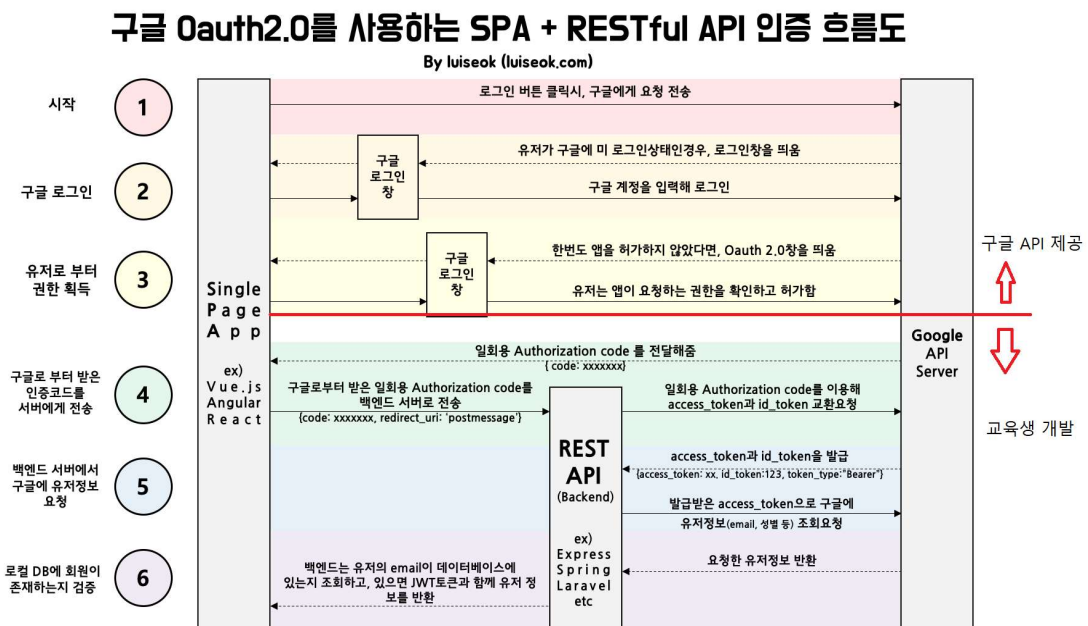 구글 Oauth2.0를 사용하는 SPA + RESTful API 인증 흐름도
By luiseok (luiseok.com)
시작
1
로그인 버튼 클릭시, 구글에게 요청 전송
구글 로그인
2
구글
로그인
창
유저가 구글에 미 로그인상태인경우, 로그인창을 띄움
구글 계정을 입력해 로그인
유저로 부터
권한 획득
3
구글
로그인
창
한번도 앱을 허가하지 않았다면, Oauth 2.0창을 띄움
유저는 앱이 요청하는 권한을 확인하고 허가함
구글 API 제공
Single
Page
App
ex)
Vue.js
Angular
React
Google
API
Server
교육생 개발
구글로 부터 받은
인증코드를
서버에게 전송
4
일회용 Authorization code 를 전달해줌
{ code: xxxxxxx}
구글로부터 받은 일회용 Authorization code를
백엔드 서버로 전송
{code: xxxxxxx, redirect_uri: 'postmessage'}
일회용 Authorization code를 이용해
access_token과 id_token 교환요청
REST
API
(Backend)
ex)
Express
Spring
Laravel
etc
백엔드 서버에서
구글에 유저정보
요청
5
access_token과 id_token을 발급
{access_token: xx, id_token:123, token_type:"Bearer"}
발급받은 access_token으로 구글에
유저정보(email, 성별 등) 조회요청
로컬 DB에 회원이
존재하는지 검증
6
요청한 유저정보 반환
백엔드는 유저의 email이 데이터베이스에
있는지 조회하고, 있으면 JWT토큰과 함께 유저 정
보를 반환